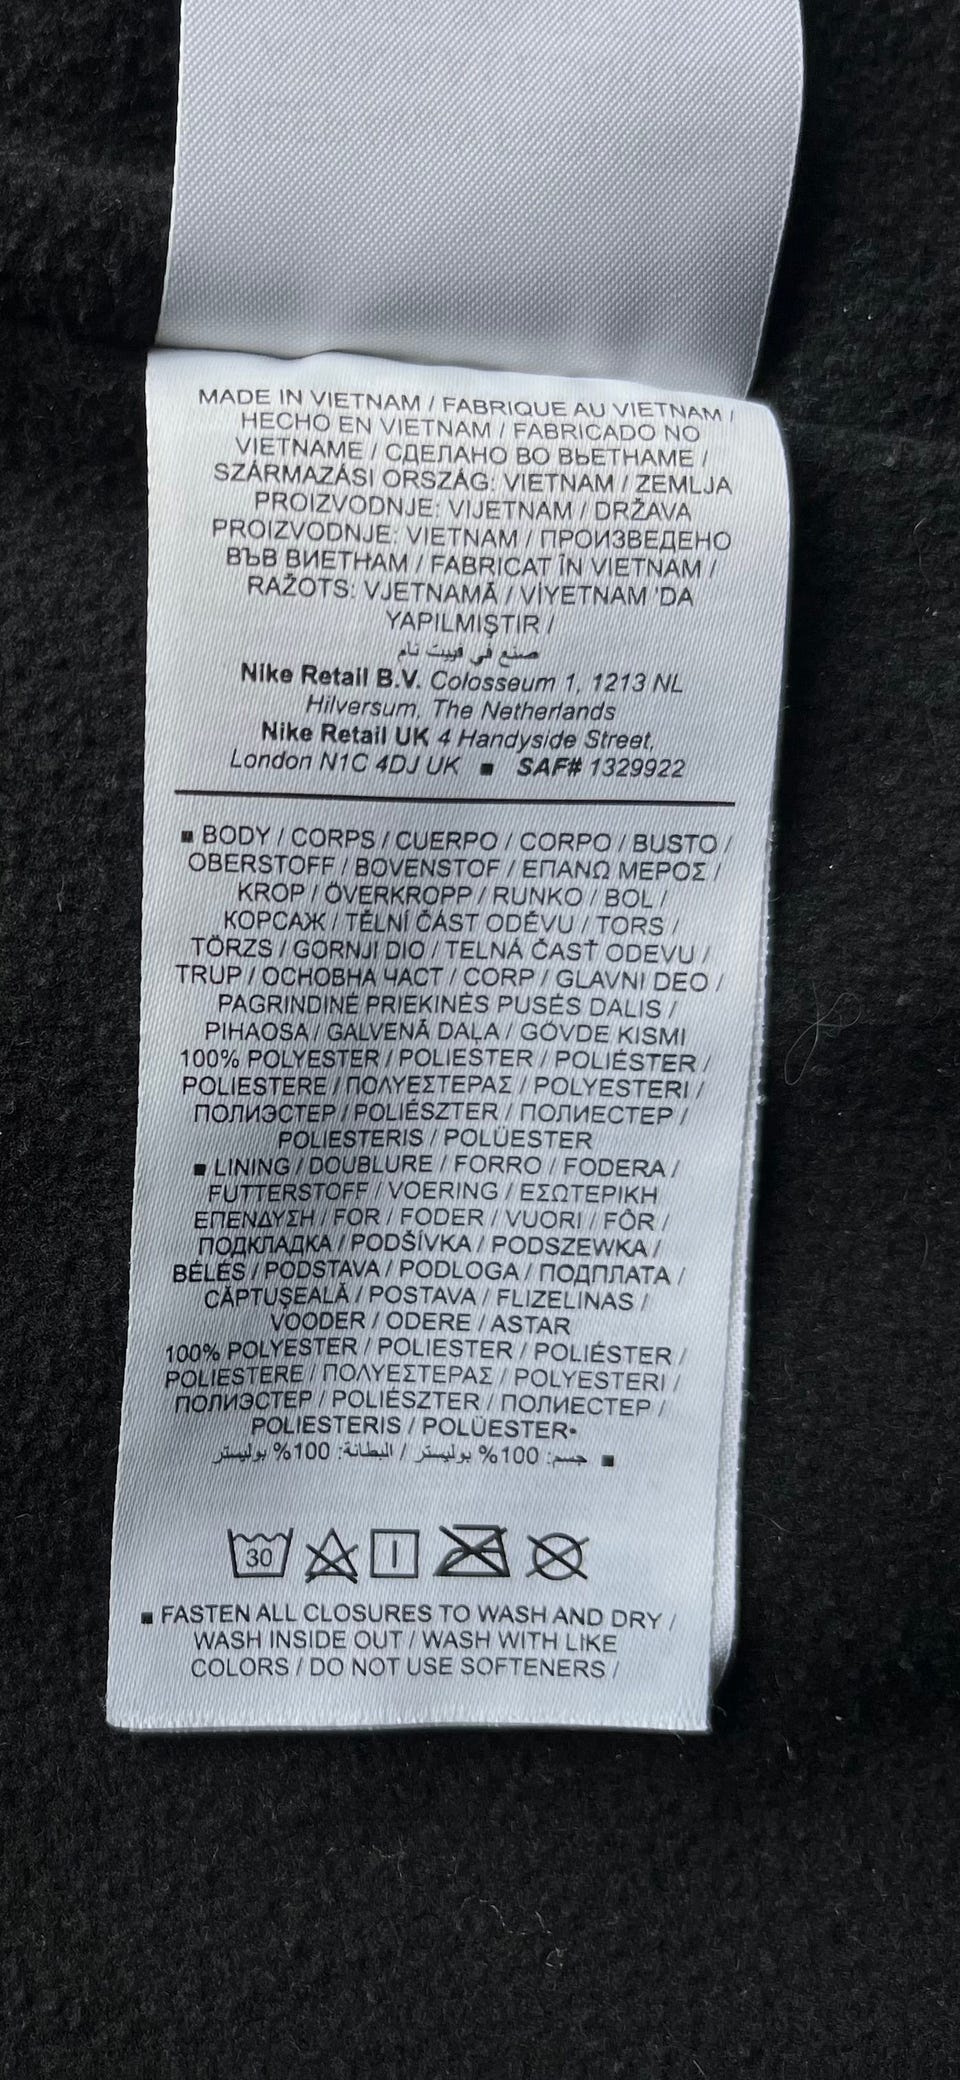 MADE IN VIETNAM / FABRIQUE AU VIETNAM /
HECHO EN VIETNAM / FABRICADO NO
VIETNAME / СДЕЛАНО ВО ВЬЕТНАМЕ /
SZÁRMAZÁSI ORSZÁG: VIETNAM / ZEMLJA
PROIZVODNJE: VIJETNAM / DRŽAVA
PROIZVODNJE: VIETNAM / ПРОИЗВЕДЕНО
ВЪВ ВИЕТНАМ / FABRICAT ÎN VIETNAM /
RAŽOTS: VJETNAMĀ / VİYETNAM 'DA
YAPILMIŞTIR /
صنع في فييت نام
Nike Retail B.V. Colosseum 1, 1213 NL
Hilversum, The Netherlands
Nike Retail UK 4 Handyside Street,
London N1C 4DJ UK ■ SAF# 1329922
■ BODY / CORPS / CUERPO / CORPO / BUSTO /
OBERSTOFF / BOVENSTOF / ΕΠΑΝΩ ΜΕΡΟΣ /
KROP / ÖVERKROPP / RUNKO / BOL /
КОРСАЖ / TĚLNÍ ČÁST ODĚVU / TORS /
TÖRZS / GORNJI DIO / TELNÁ ČASŤ ODEVU /
TRUP / ОСНОВНА ЧАСТ / CORP / GLAVNI DEO /
PAGRINDINĖ PRIEKINĖS PUSĖS DALIS /
PIHAOSA / GALVENĀ DAĻA / GÖVDE KISMI
100% POLYESTER / POLIESTER / POLIÉSTER /
POLIESTERE / ΠΟΛΥΕΣΤΕΡΑΣ / POLYESTERI /
ПОЛИЭСТЕР / POLIÉSZTER / ПОЛИЕСТЕР /
POLIESTERIS / POLÜESTER
■ LINING / DOUBLURE / FORRO / FODERA /
FUTTERSTOFF / VOERING / ΕΣΩΤΕΡΙΚΗ
ΕΠΕΝΔΥΣΗ / FOR / FODER / VUORI / FÔR /
ПОДКЛАДКА / PODŠÍVKA / PODSZEWKA /
BÉLÉS / PODSTAVA / PODLOGA / ПОДПЛАТА /
CĂPTUŞEALĂ / POSTAVA / FLIZELINAS /
VOODER / ODERE / ASTAR
100% POLYESTER / POLIESTER / POLIÉSTER /
POLIESTERE / ΠΟΛΥΕΣΤΕΡΑΣ / POLYESTERI /
ПОЛИЭСТЕР / POLIÉSZTER / ПОЛИЕСТЕР /
POLIESTERIS / POLÜESTER▪
■ جسم: 100% بوليستر / البطانة: 100% بوليستر
30
■ FASTEN ALL CLOSURES TO WASH AND DRY /
WASH INSIDE OUT / WASH WITH LIKE
COLORS / DO NOT USE SOFTENERS /